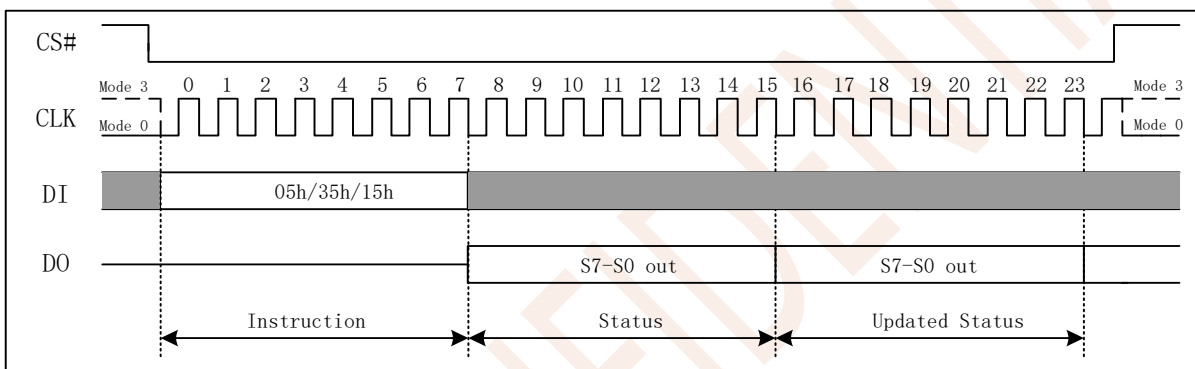 CS#
Mode 3 0 1 2 3 4 5 6 7 8 9 10 11 12 13 14 15 16 17 18 19 20 21 22 23 Mode 3
CLK
Mode 0 Mode 0
DI 05h/35h/15h
DO S7-S0 out S7-S0 out
Instruction Status Updated Status